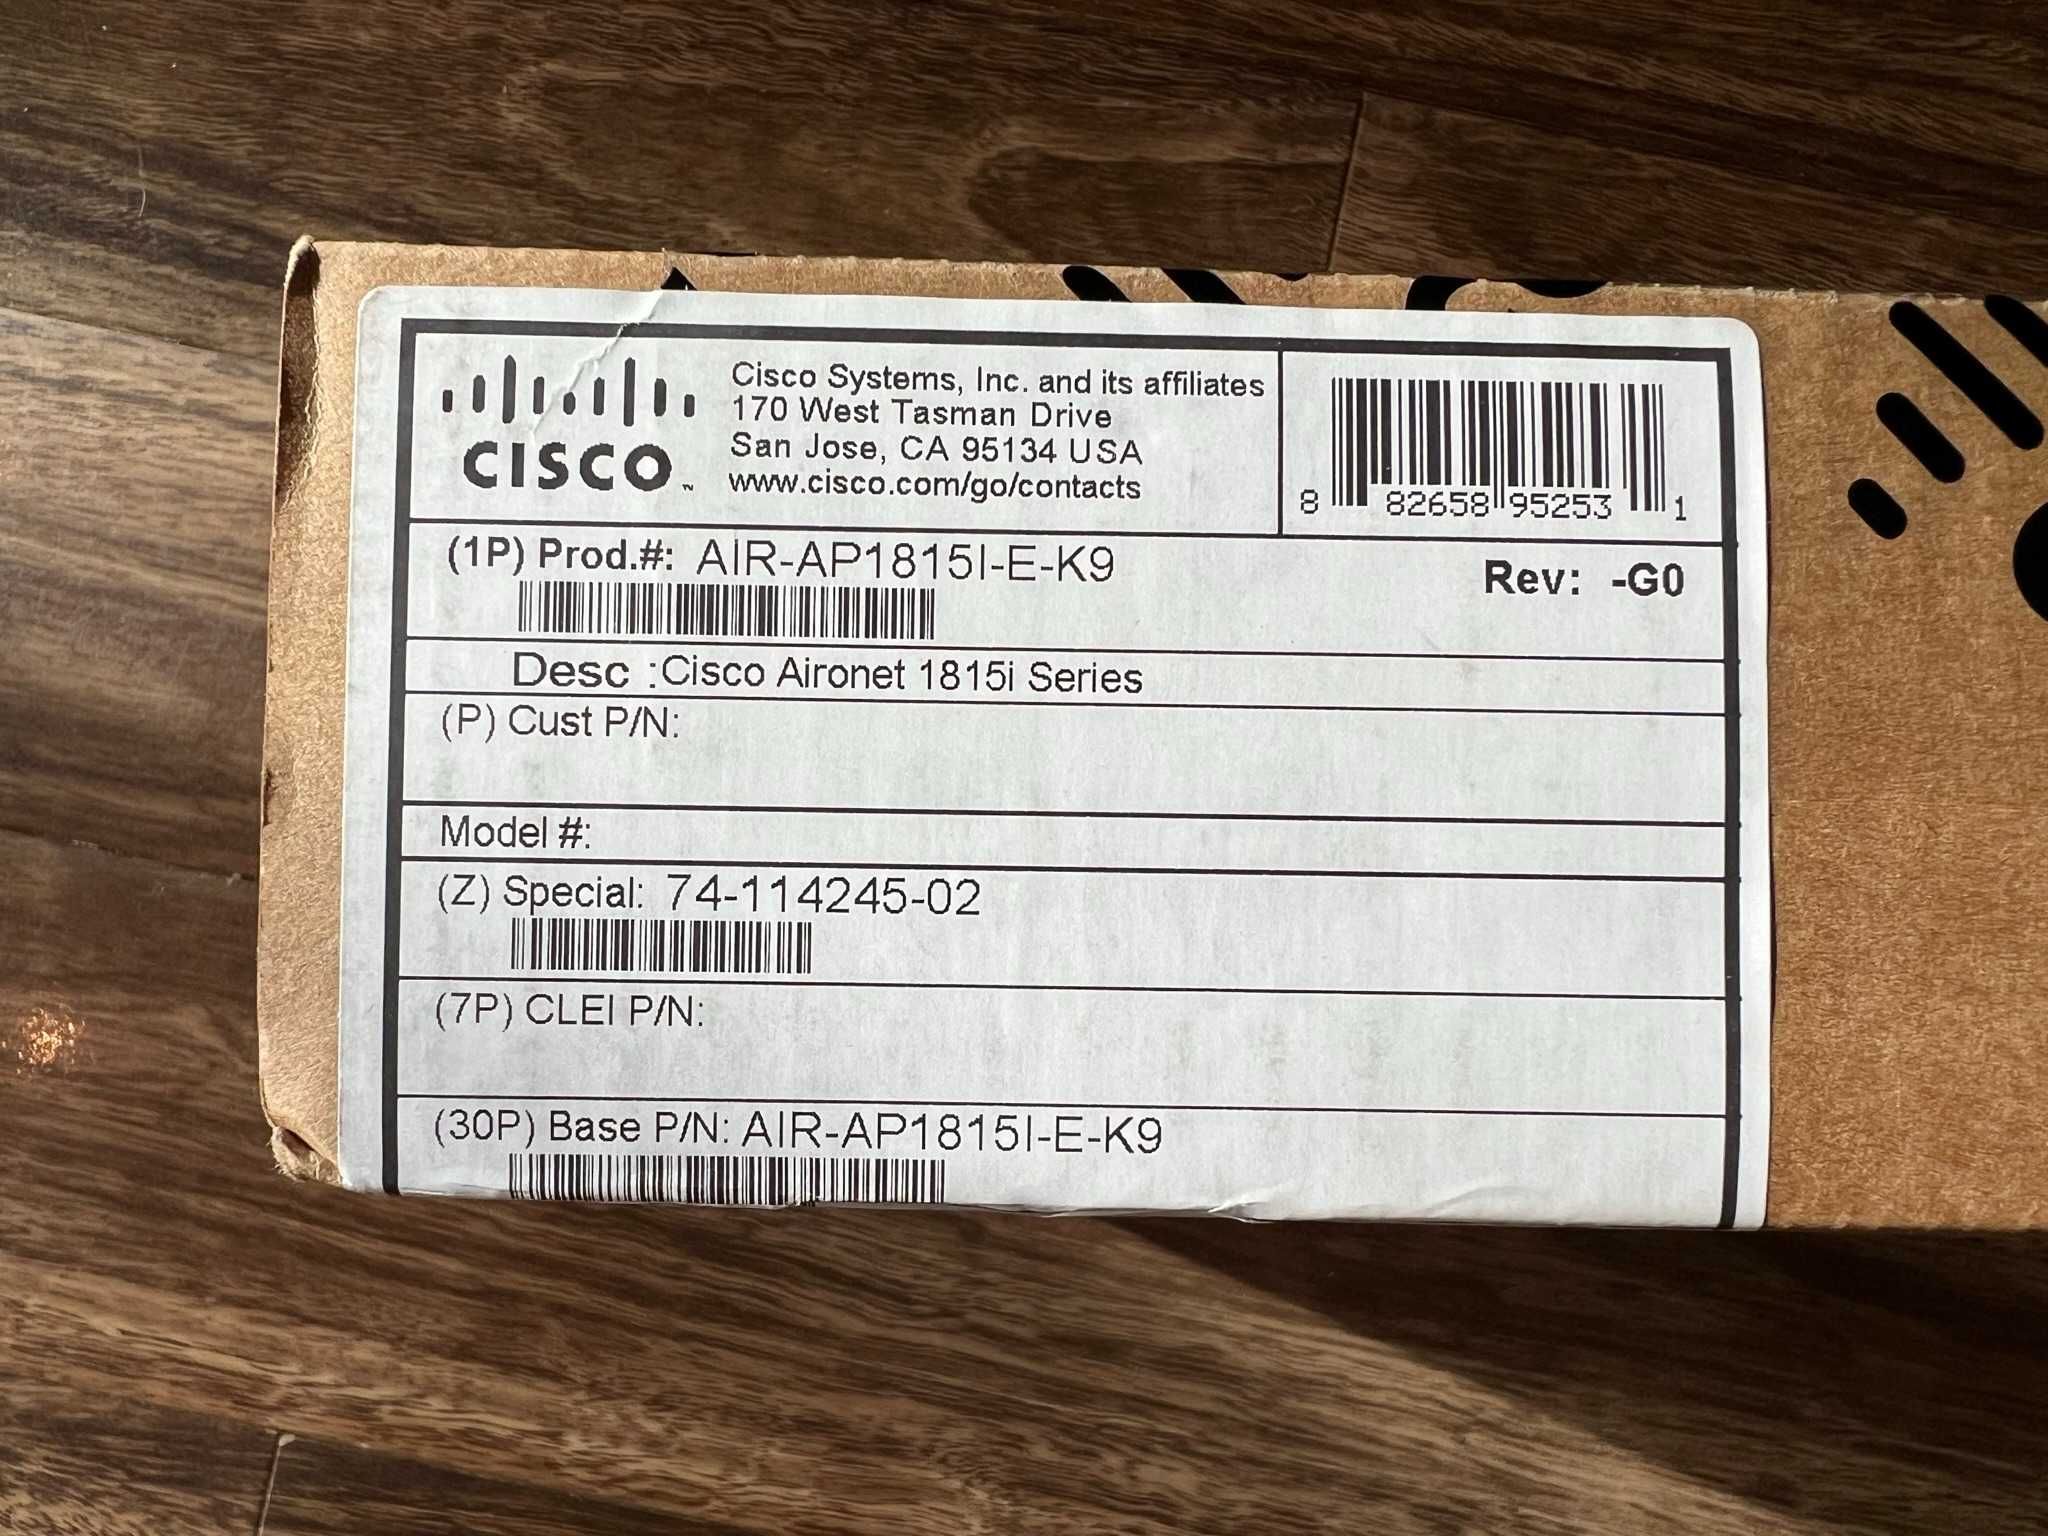 CISCO™
Cisco Systems, Inc. and its affiliates
170 West Tasman Drive
San Jose, CA 95134 USA
www.cisco.com/go/contacts
8 82658 95253 1
(1P) Prod.#: AIR-AP1815I-E-K9
Rev: -G0
Desc :Cisco Aironet 1815i Series
(P) Cust P/N:
Model #:
(Z) Special: 74-114245-02
(7P) CLEI P/N:
(30P) Base P/N: AIR-AP1815I-E-K9